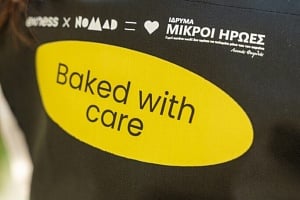 × NOMAD = ΙΔΡΥΜΑ
ΜΙΚΡΟΙ ΗΡΩΕΣ
Baked with
care